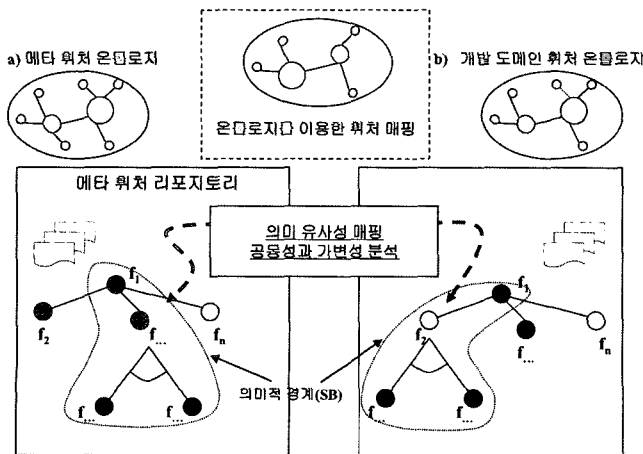 a) 메타 휘처 온톨로지
온톨로지를 이용한 휘처 매핑
b) 개발 도메인 휘처 온톨로지
메타 휘처 리포지토리
의미 유사성 매핑
공통성과 가변성 분석
f1
f2
f...
fn
f...
f...
의미적 경계(SB)
f1
f2
f...
fn
f...
f...